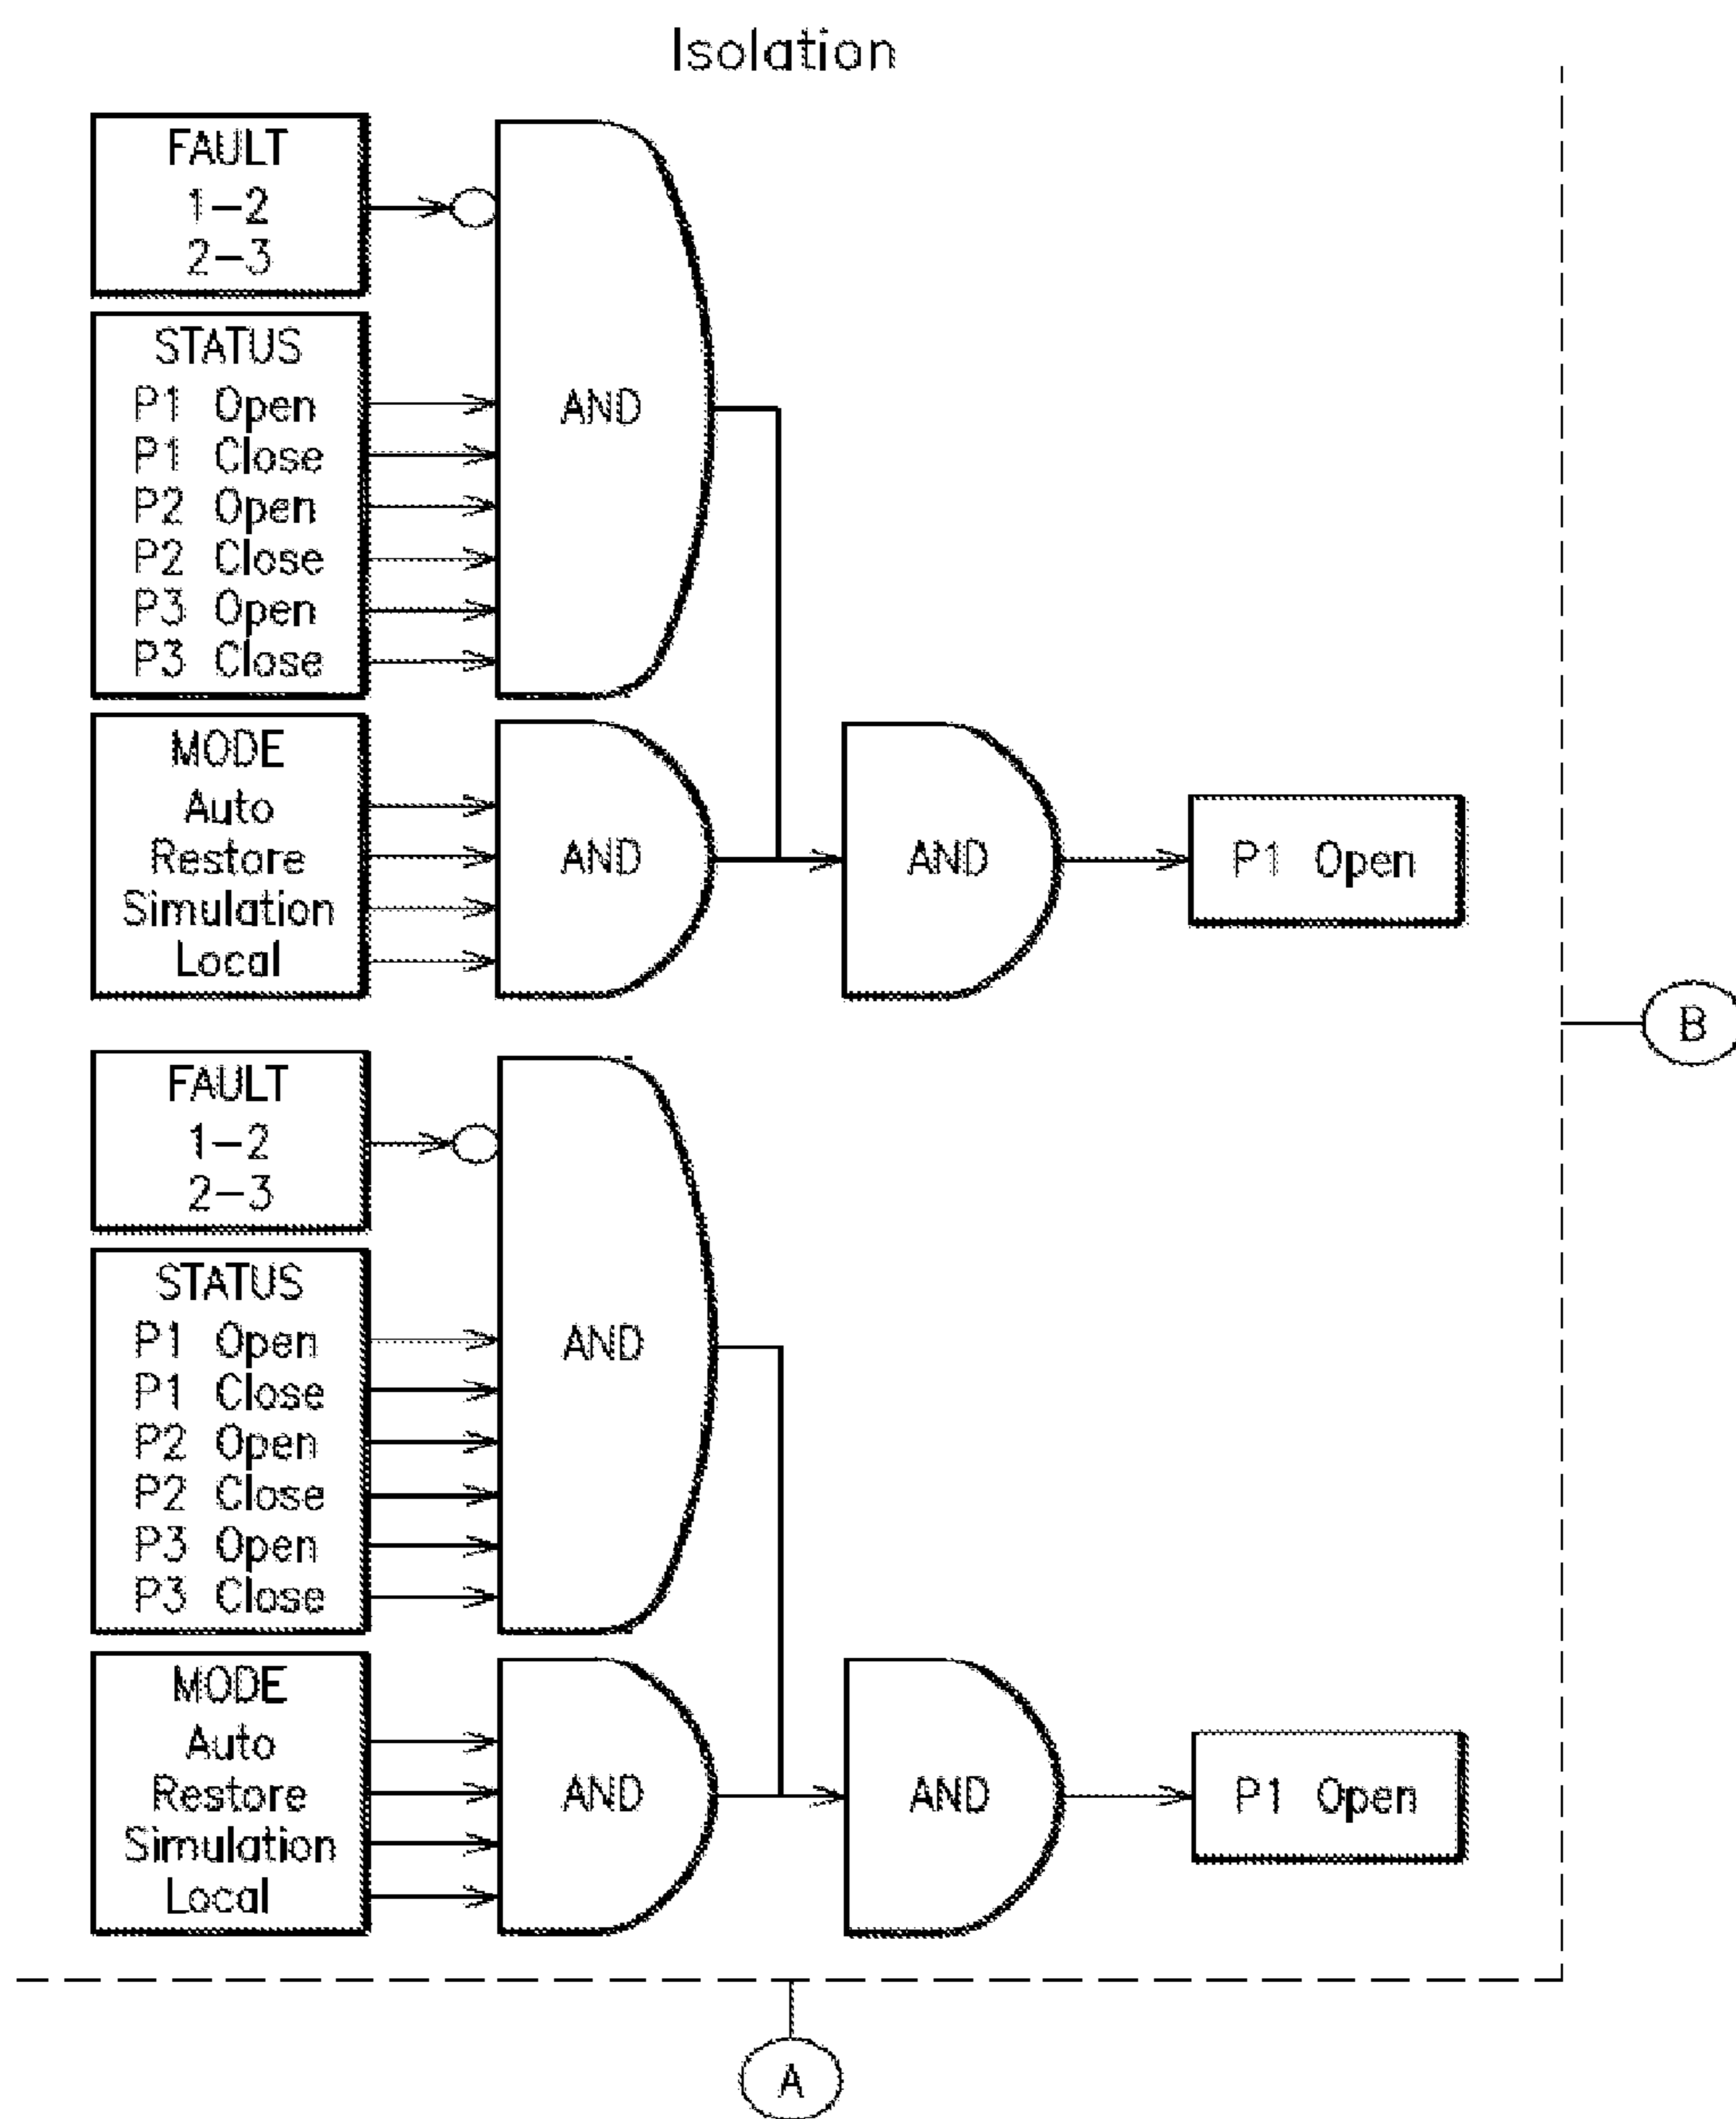 Isolation
FAULT
1-2
2-3
STATUS
P1 Open
P1 Close
P2 Open
P2 Close
P3 Open
P3 Close
AND
MODE
Auto
Restore
Simulation
Local
AND
AND
P1 Open
B
FAULT
1-2
2-3
STATUS
P1 Open
P1 Close
P2 Open
P2 Close
P3 Open
P3 Close
AND
MODE
Auto
Restore
Simulation
Local
AND
AND
P1 Open
A